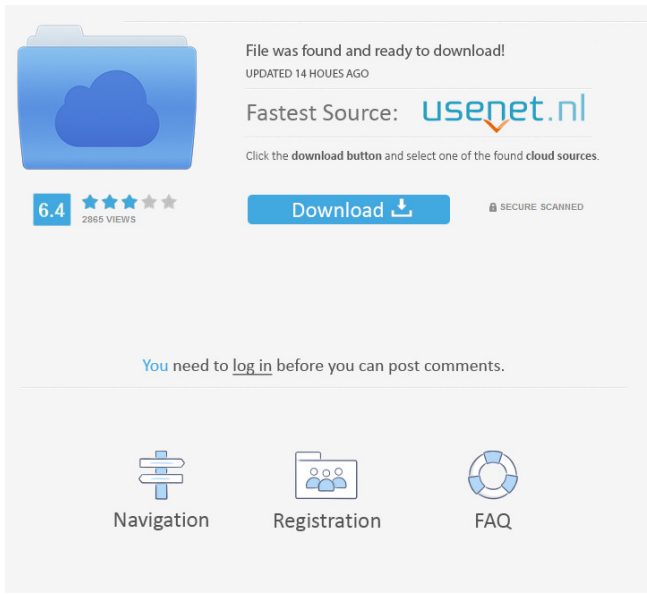 File was found and ready to download!
UPDATED 14 HOUES AGO
Fastest Source: usenet.nl
Click the download button and select one of the found cloud sources.
6.4
2865 VIEWS
Download
SECURE SCANNED
You need to log in before you can post comments.
Navigation
Registration
FAQ